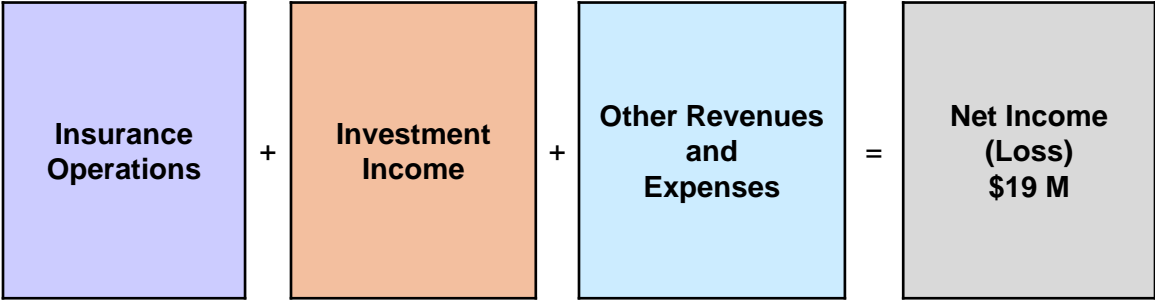 Insurance
Operations
+
Investment
Income
+
Other Revenues
and
Expenses
=
Net Income
(Loss)
$19 M